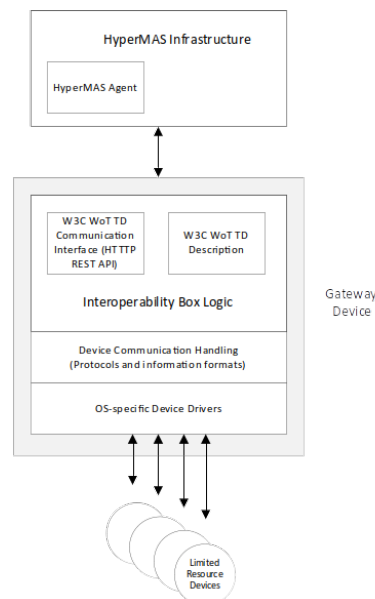 HyperMAS Infrastructure
HyperMAS Agent
W3C WoT TD
Communication
Interface (HTTTP
REST API)
W3C WoT TD
Description
Interoperability Box Logic
Gateway
Device
Device Communication Handling
(Protocols and information formats)
OS-specific Device Drivers
Limited
Resource
Devices